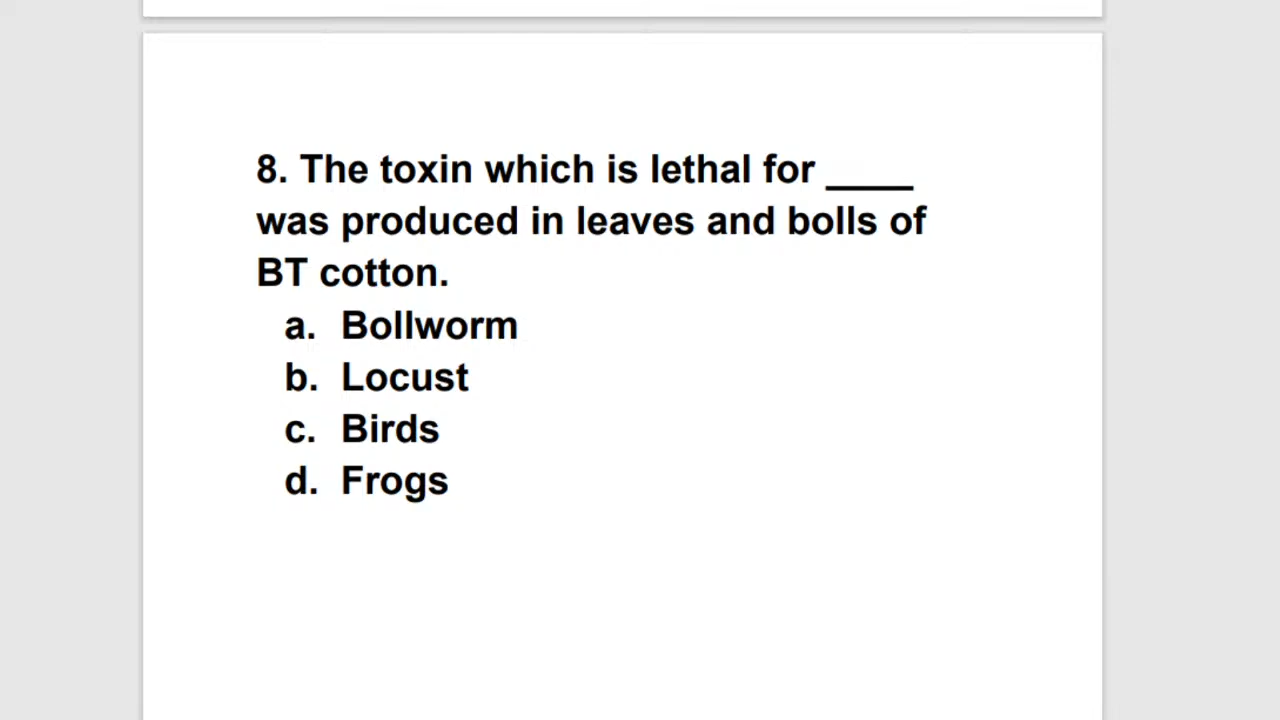 8. The toxin which is lethal for ____
was produced in leaves and bolls of
BT cotton.
a. Bollworm
b. Locust
c. Birds
d. Frogs